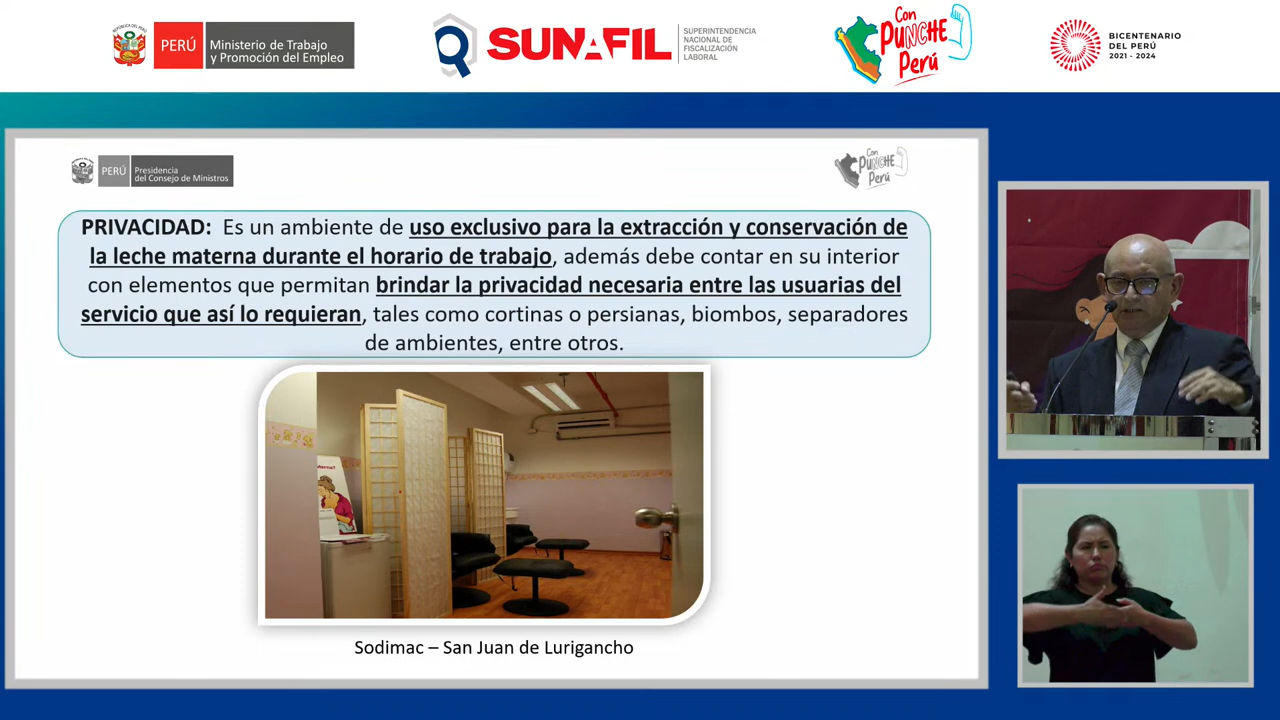 PERÚ
Ministerio de Trabajo
y Promoción del Empleo
SUNAFIL
SUPERINTENDENCIA
NACIONAL DE
FISCALIZACIÓN
LABORAL
Con
PUNCHE
Perú
BICENTENARIO
DEL PERÚ
2021 - 2024
PERÚ
Presidencia
del Consejo de Ministros
Con
PUNCHE
Perú
PRIVACIDAD: Es un ambiente de uso exclusivo para la extracción y conservación de
la leche materna durante el horario de trabajo, además debe contar en su interior
con elementos que permitan brindar la privacidad necesaria entre las usuarias del
servicio que así lo requieran, tales como cortinas o persianas, biombos, separadores
de ambientes, entre otros.
Sodimac – San Juan de Lurigancho